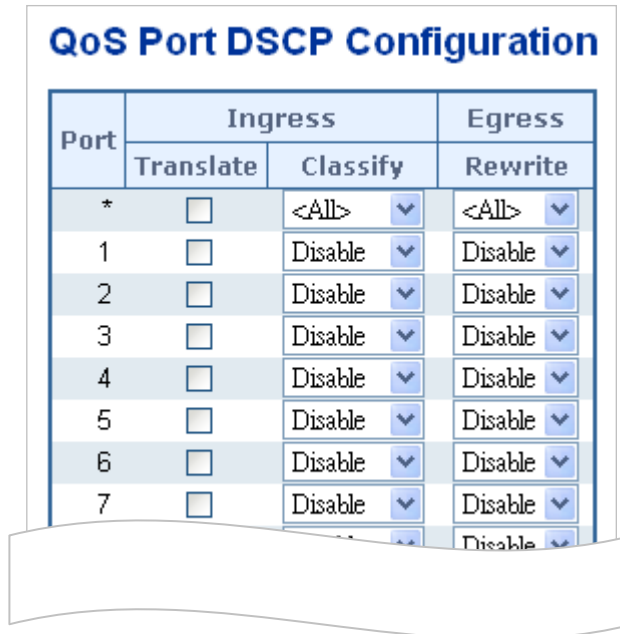 QoS Port DSCP Configuration
Port Ingress Egress
Translate Classify Rewrite
* <All> <All>
1 Disable Disable
2 Disable Disable
3 Disable Disable
4 Disable Disable
5 Disable Disable
6 Disable Disable
7 Disable Disable
Disable